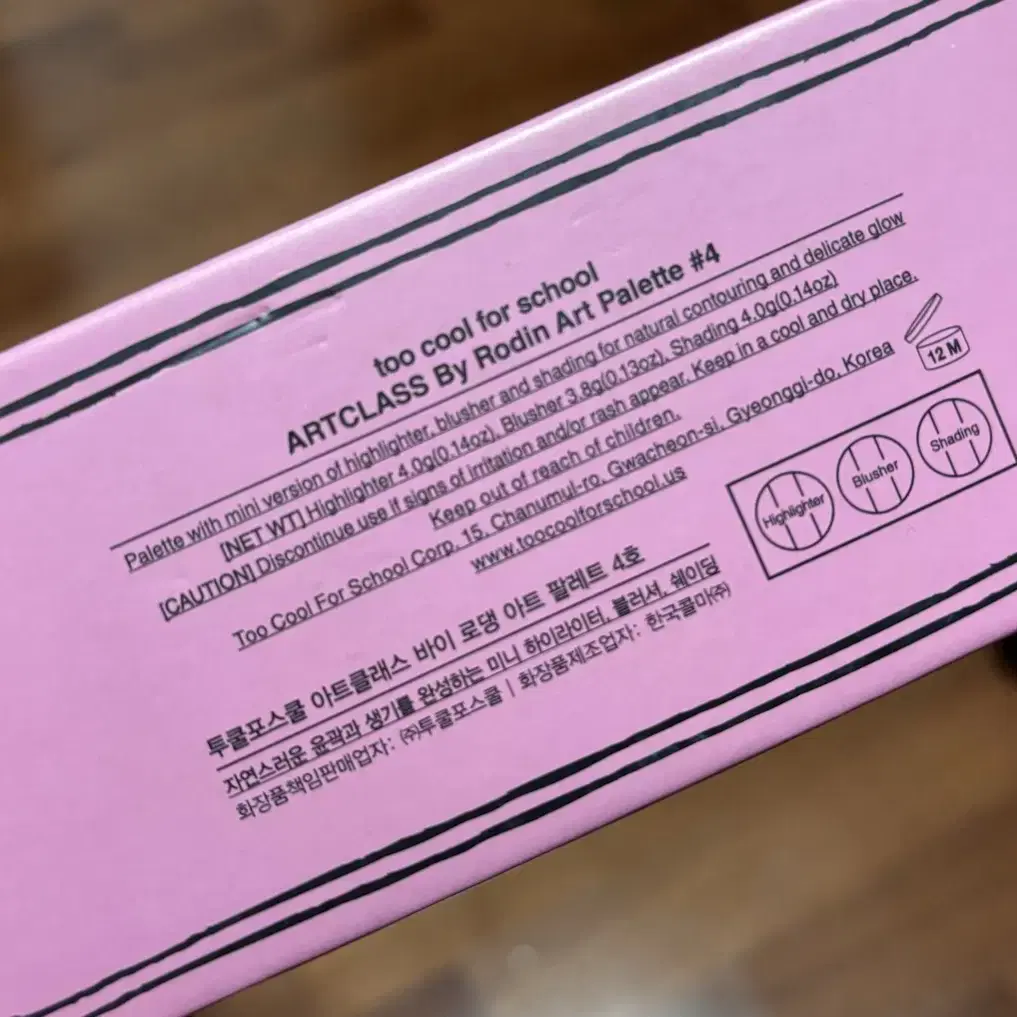 too cool for school
ARTCLASS By Rodin Art Palette #4
Palette with mini version of highlighter, blusher and shading for natural contouring and delicate glow
[NET WT] Highlighter 4.0g(0.14oz), Blusher 3.8g(0.13oz), Shading 4.0g(0.14oz)
[CAUTION] Discontinue use if signs of irritation and/or rash appear. Keep in a cool and dry place.
Keep out of reach of children.
Too Cool For School Corp. 15, Chanumul-ro, Gwacheon-si, Gyeonggi-do, Korea
www.toocoolforschool.us
12 M
Highlighter
Blusher
Shading
투쿨포스쿨 아트클래스 바이 로댕 아트 팔레트 4호
자연스러운 윤곽과 생기를 완성하는 미니 하이라이터, 블러셔, 쉐이딩
화장품책임판매업자: ㈜투쿨포스쿨 | 화장품제조업자: 한국콜마㈜